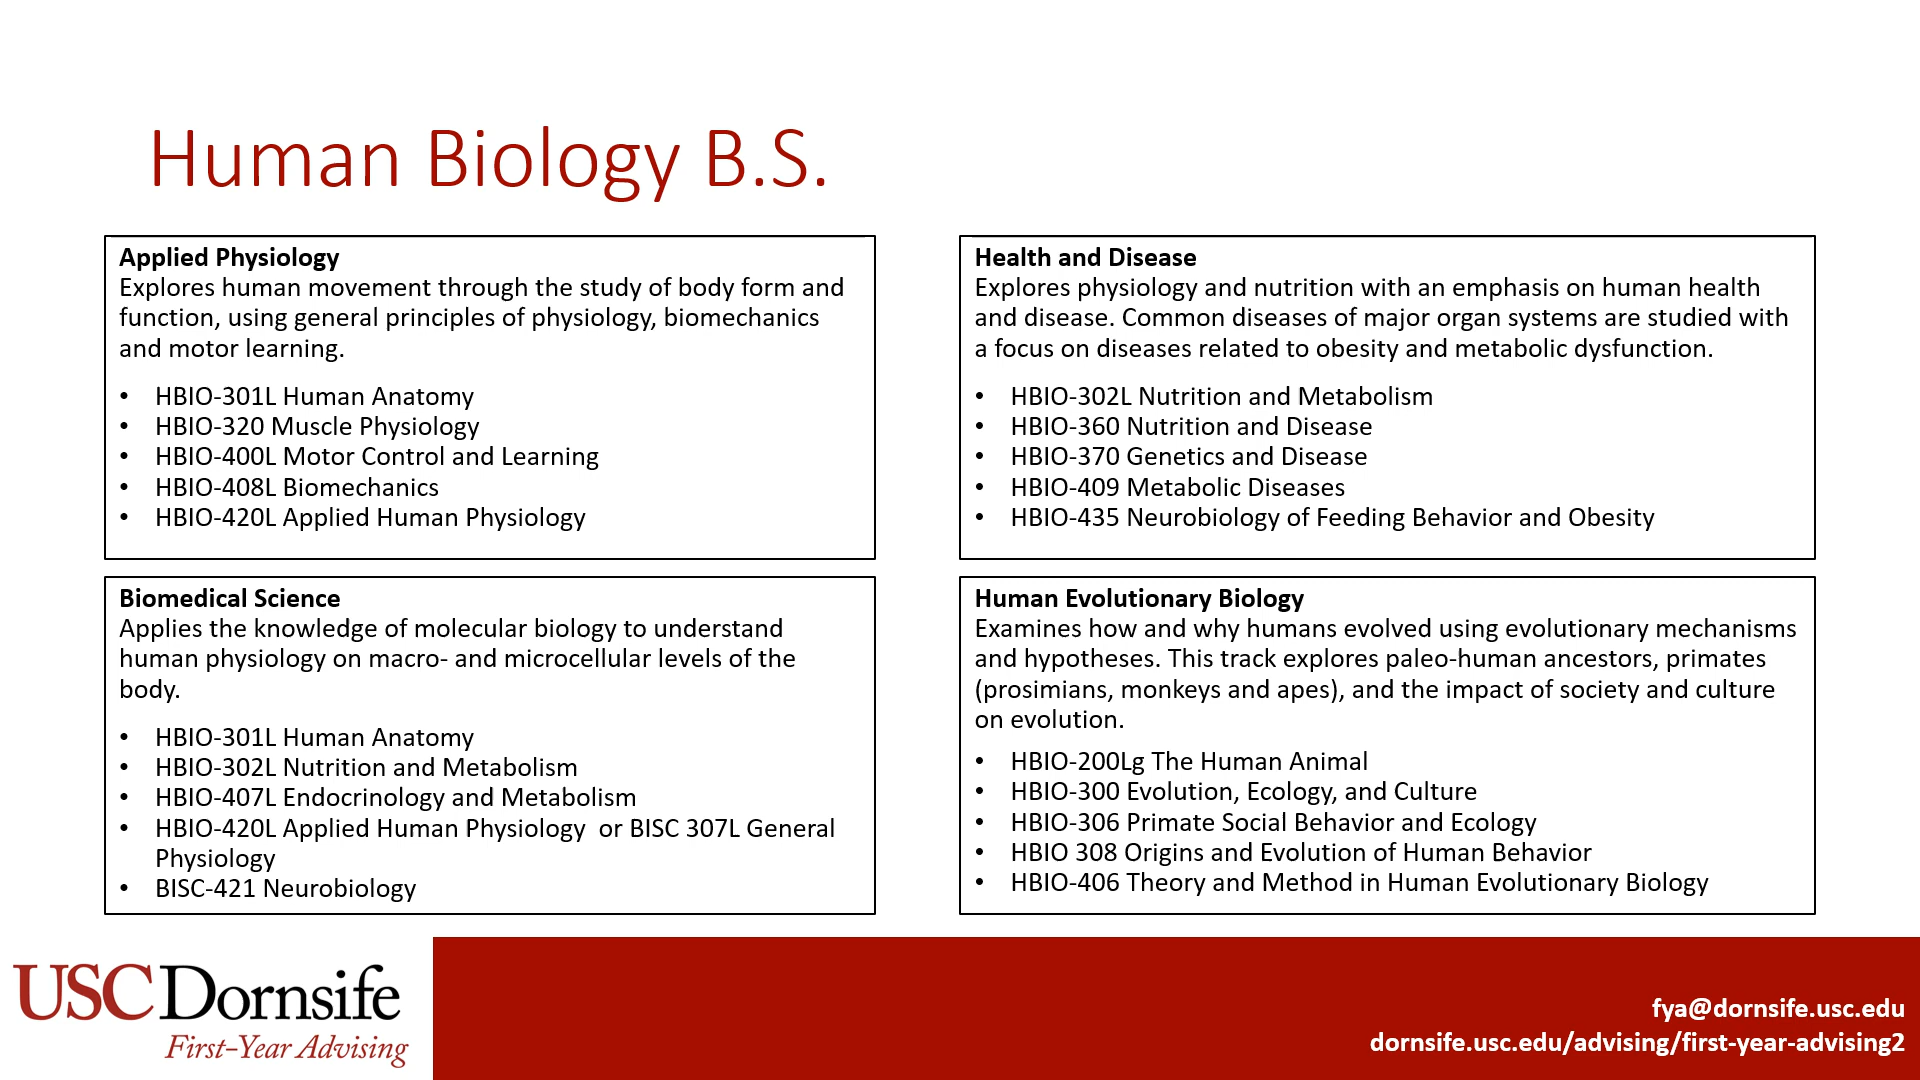 Human Biology B.S.
Applied Physiology
Explores human movement through the study of body form and
function, using general principles of physiology, biomechanics
and motor learning.
• HBIO-301L Human Anatomy
• HBIO-320 Muscle Physiology
• HBIO-400L Motor Control and Learning
• HBIO-408L Biomechanics
• HBIO-420L Applied Human Physiology
Health and Disease
Explores physiology and nutrition with an emphasis on human health
and disease. Common diseases of major organ systems are studied with
a focus on diseases related to obesity and metabolic dysfunction.
• HBIO-302L Nutrition and Metabolism
• HBIO-360 Nutrition and Disease
• HBIO-370 Genetics and Disease
• HBIO-409 Metabolic Diseases
• HBIO-435 Neurobiology of Feeding Behavior and Obesity
Biomedical Science
Applies the knowledge of molecular biology to understand
human physiology on macro- and microcellular levels of the
body.
• HBIO-301L Human Anatomy
• HBIO-302L Nutrition and Metabolism
• HBIO-407L Endocrinology and Metabolism
• HBIO-420L Applied Human Physiology  or BISC 307L General
Physiology
• BISC-421 Neurobiology
Human Evolutionary Biology
Examines how and why humans evolved using evolutionary mechanisms
and hypotheses. This track explores paleo-human ancestors, primates
(prosimians, monkeys and apes), and the impact of society and culture
on evolution.
• HBIO-200Lg The Human Animal
• HBIO-300 Evolution, Ecology, and Culture
• HBIO-306 Primate Social Behavior and Ecology
• HBIO 308 Origins and Evolution of Human Behavior
• HBIO-406 Theory and Method in Human Evolutionary Biology
USC Dornsife
First-Year Advising
fya@dornsife.usc.edu
dornsife.usc.edu/advising/first-year-advising2